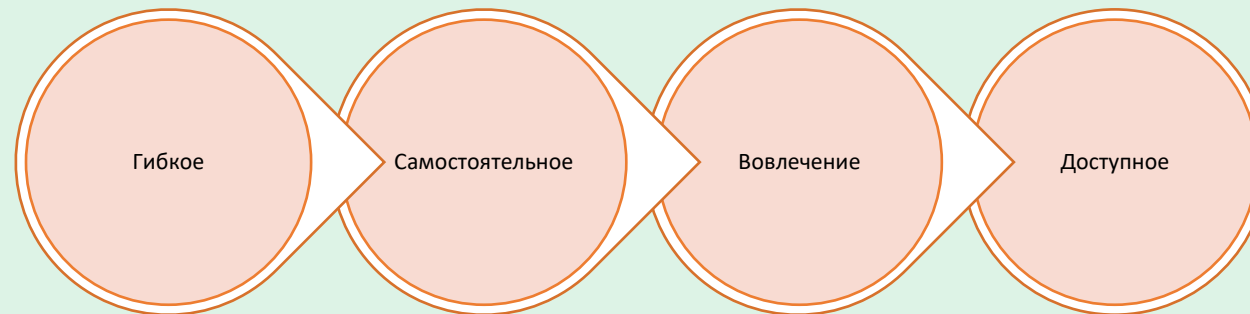 Гибкое
Самостоятельное
Вовлечение
Доступное